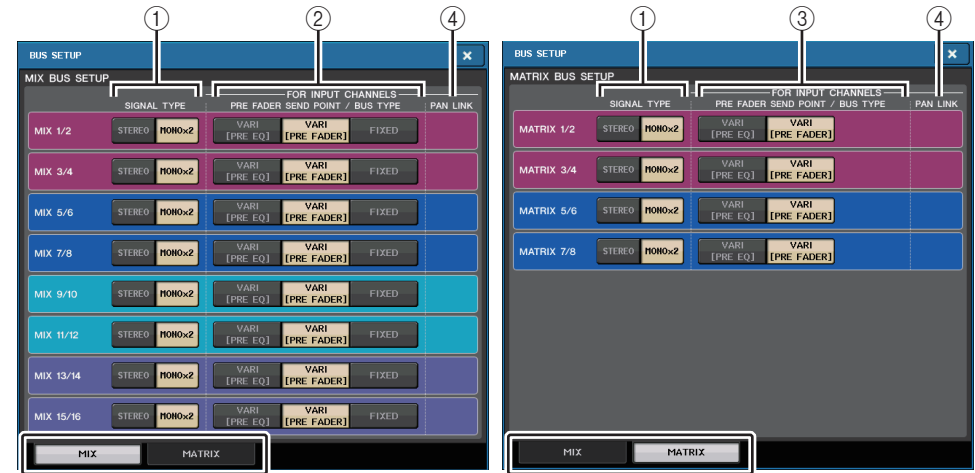 ① ② ④
BUS SETUP ×
MIX BUS SETUP
FOR INPUT CHANNELS
SIGNAL TYPE PRE FADER SEND POINT / BUS TYPE PAN LINK
MIX 1/2 STEREO MONO×2 VARI [PRE EQ] VARI [PRE FADER] FIXED
MIX 3/4 STEREO MONO×2 VARI [PRE EQ] VARI [PRE FADER] FIXED
MIX 5/6 STEREO MONO×2 VARI [PRE EQ] VARI [PRE FADER] FIXED
MIX 7/8 STEREO MONO×2 VARI [PRE EQ] VARI [PRE FADER] FIXED
MIX 9/10 STEREO MONO×2 VARI [PRE EQ] VARI [PRE FADER] FIXED
MIX 11/12 STEREO MONO×2 VARI [PRE EQ] VARI [PRE FADER] FIXED
MIX 13/14 STEREO MONO×2 VARI [PRE EQ] VARI [PRE FADER] FIXED
MIX 15/16 STEREO MONO×2 VARI [PRE EQ] VARI [PRE FADER] FIXED
MIX MATRIX
① ③ ④
BUS SETUP ×
MATRIX BUS SETUP
FOR INPUT CHANNELS
SIGNAL TYPE PRE FADER SEND POINT / BUS TYPE PAN LINK
MATRIX 1/2 STEREO MONO×2 VARI [PRE EQ] VARI [PRE FADER]
MATRIX 3/4 STEREO MONO×2 VARI [PRE EQ] VARI [PRE FADER]
MATRIX 5/6 STEREO MONO×2 VARI [PRE EQ] VARI [PRE FADER]
MATRIX 7/8 STEREO MONO×2 VARI [PRE EQ] VARI [PRE FADER]
MIX MATRIX